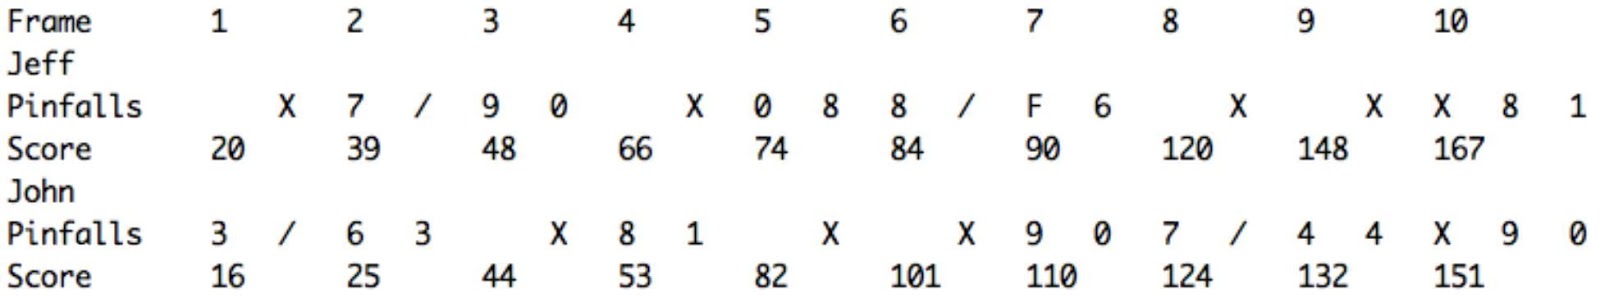 Frame 1 2 3 4 5 6 7 8 9 10
Jeff
Pinfalls X 7 / 9 0 X 0 8 8 / F 6 X X X 8 1
Score 20 39 48 66 74 84 90 120 148 167
John
Pinfalls 3 / 6 3 X 8 1 X X 9 0 7 / 4 4 X 9 0
Score 16 25 44 53 82 101 110 124 132 151